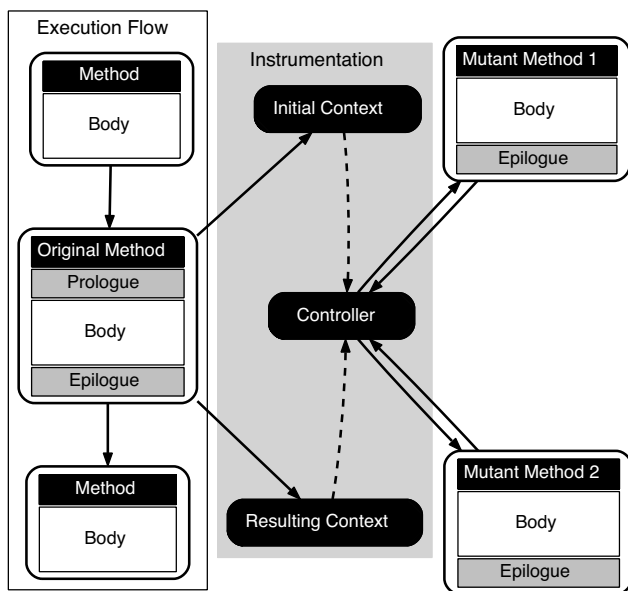 Execution Flow
Method
Body
Original Method
Prologue
Body
Epilogue
Method
Body
Instrumentation
Initial Context
Controller
Resulting Context
Mutant Method 1
Body
Epilogue
Mutant Method 2
Body
Epilogue